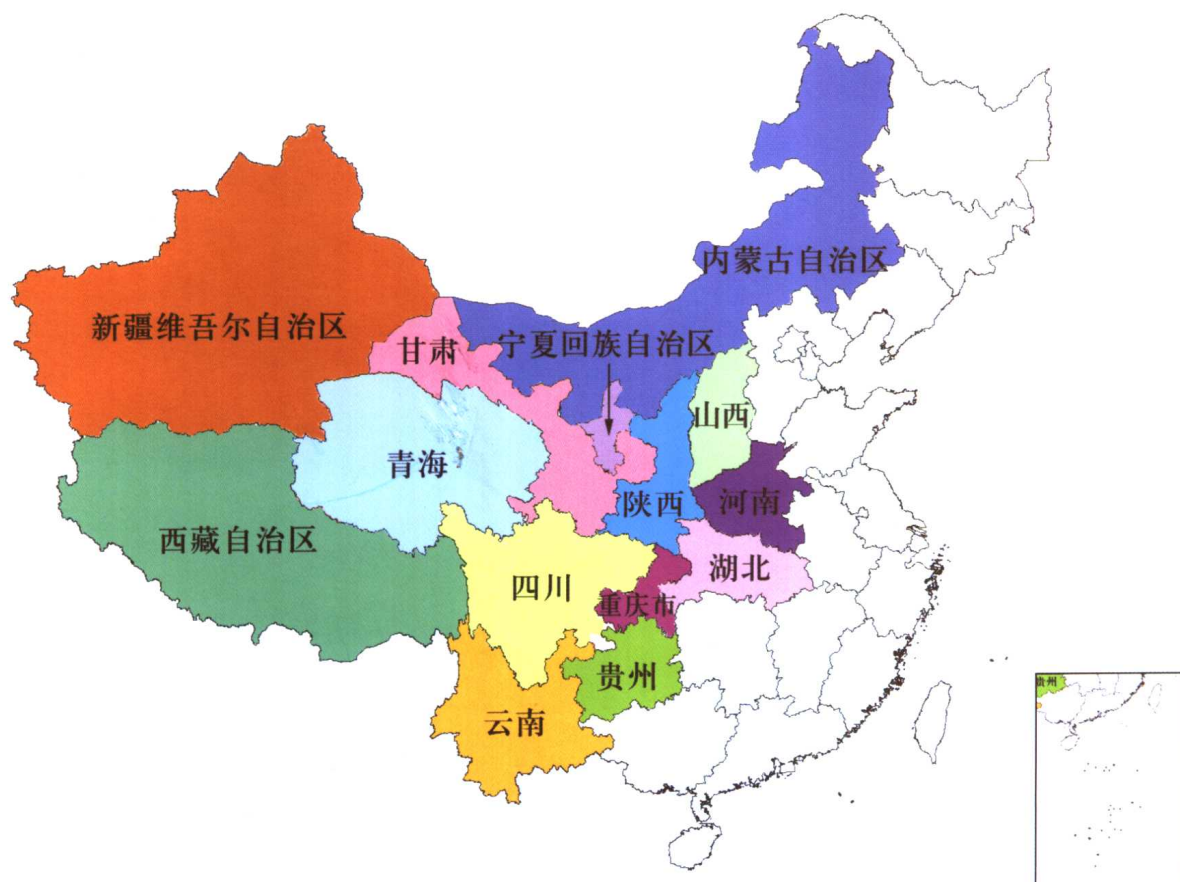 内蒙古自治区
新疆维吾尔自治区
甘肃
宁夏回族自治区
山西
青海
陕西
河南
西藏自治区
湖北
四川
重庆市
贵州
云南
贵州